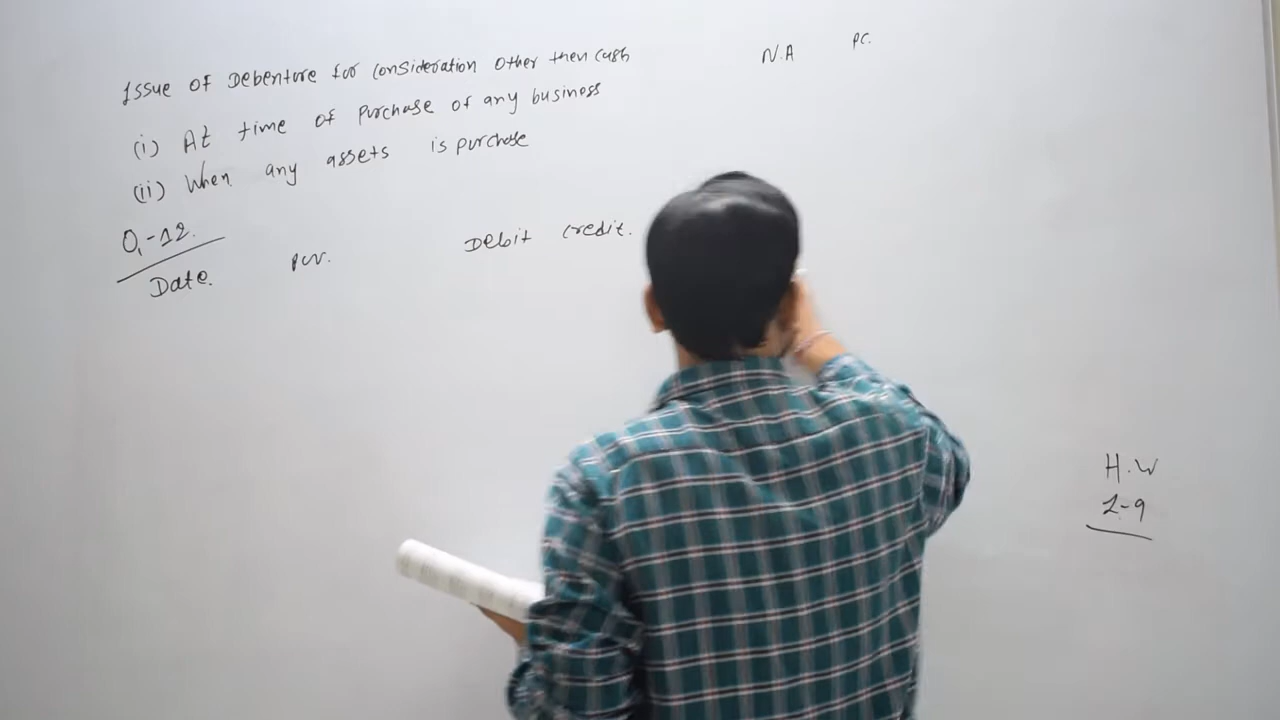 Issue of Debenture for Consideration Other then Cash
N.A PC.
(i) At time of Purchase of any business
(ii) When any assets is purchase
Q,-12.
Date. Debit credit.
H.W
1-9